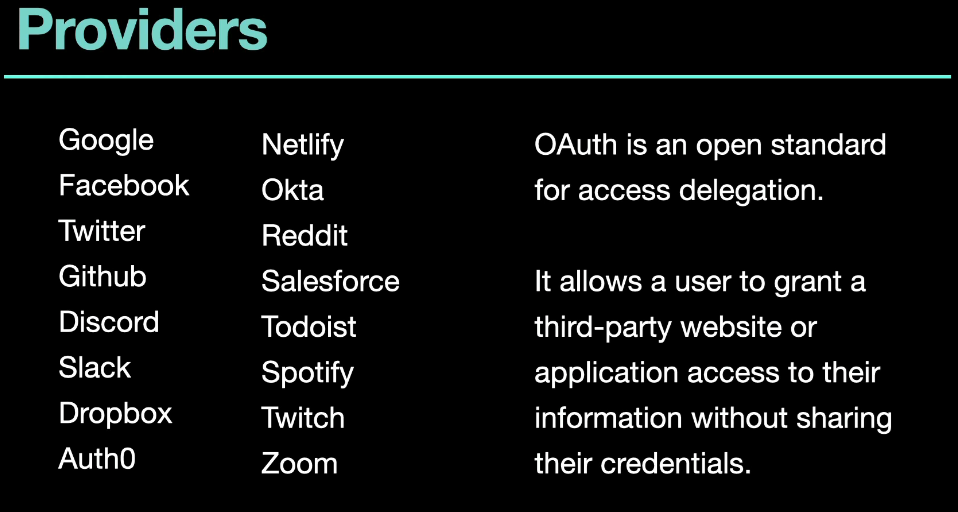 Providers
Google
Facebook
Twitter
Github
Discord
Slack
Dropbox
Auth0
Netlify
Okta
Reddit
Salesforce
Todoist
Spotify
Twitch
Zoom
OAuth is an open standard
for access delegation.
It allows a user to grant a
third-party website or
application access to their
information without sharing
their credentials.